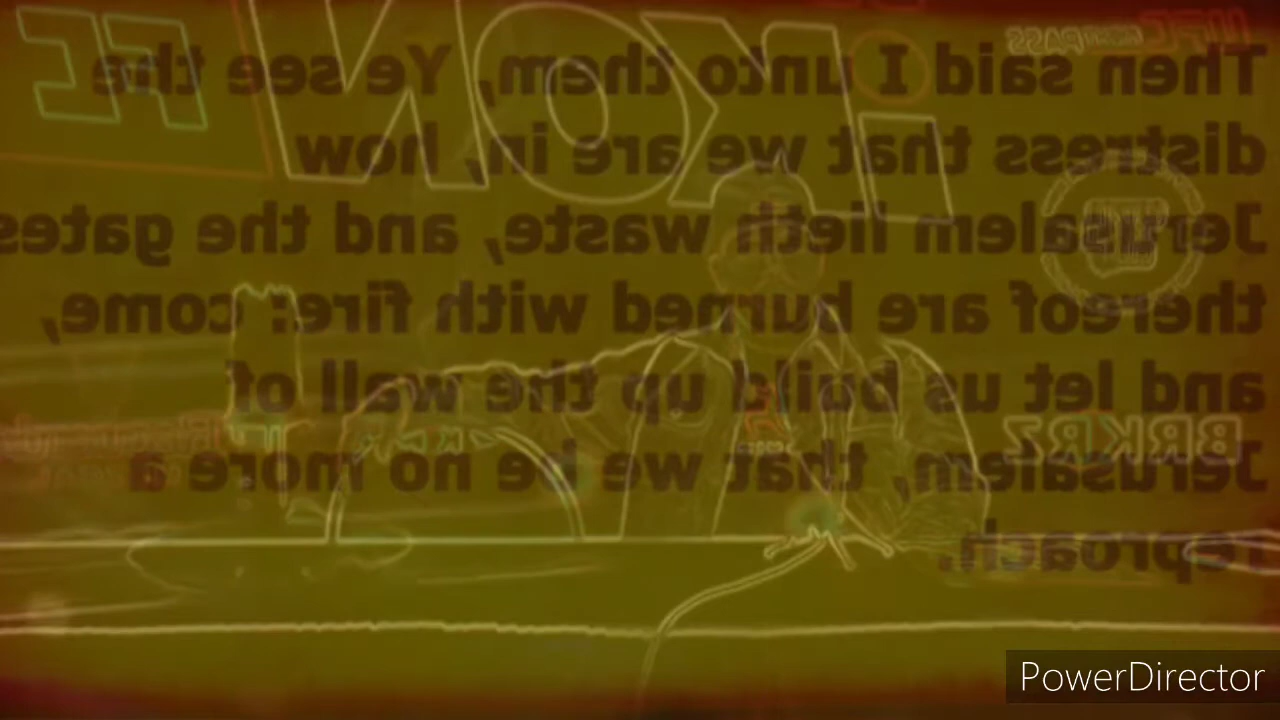 Then said I unto them, Ye see the
distress that we are in, how
Jerusalem lieth waste, and the gates
thereof are burned with fire: come,
and let us build up the wall of
Jerusalem, that we be no more a
reproach.
BRKRZ
PowerDirector